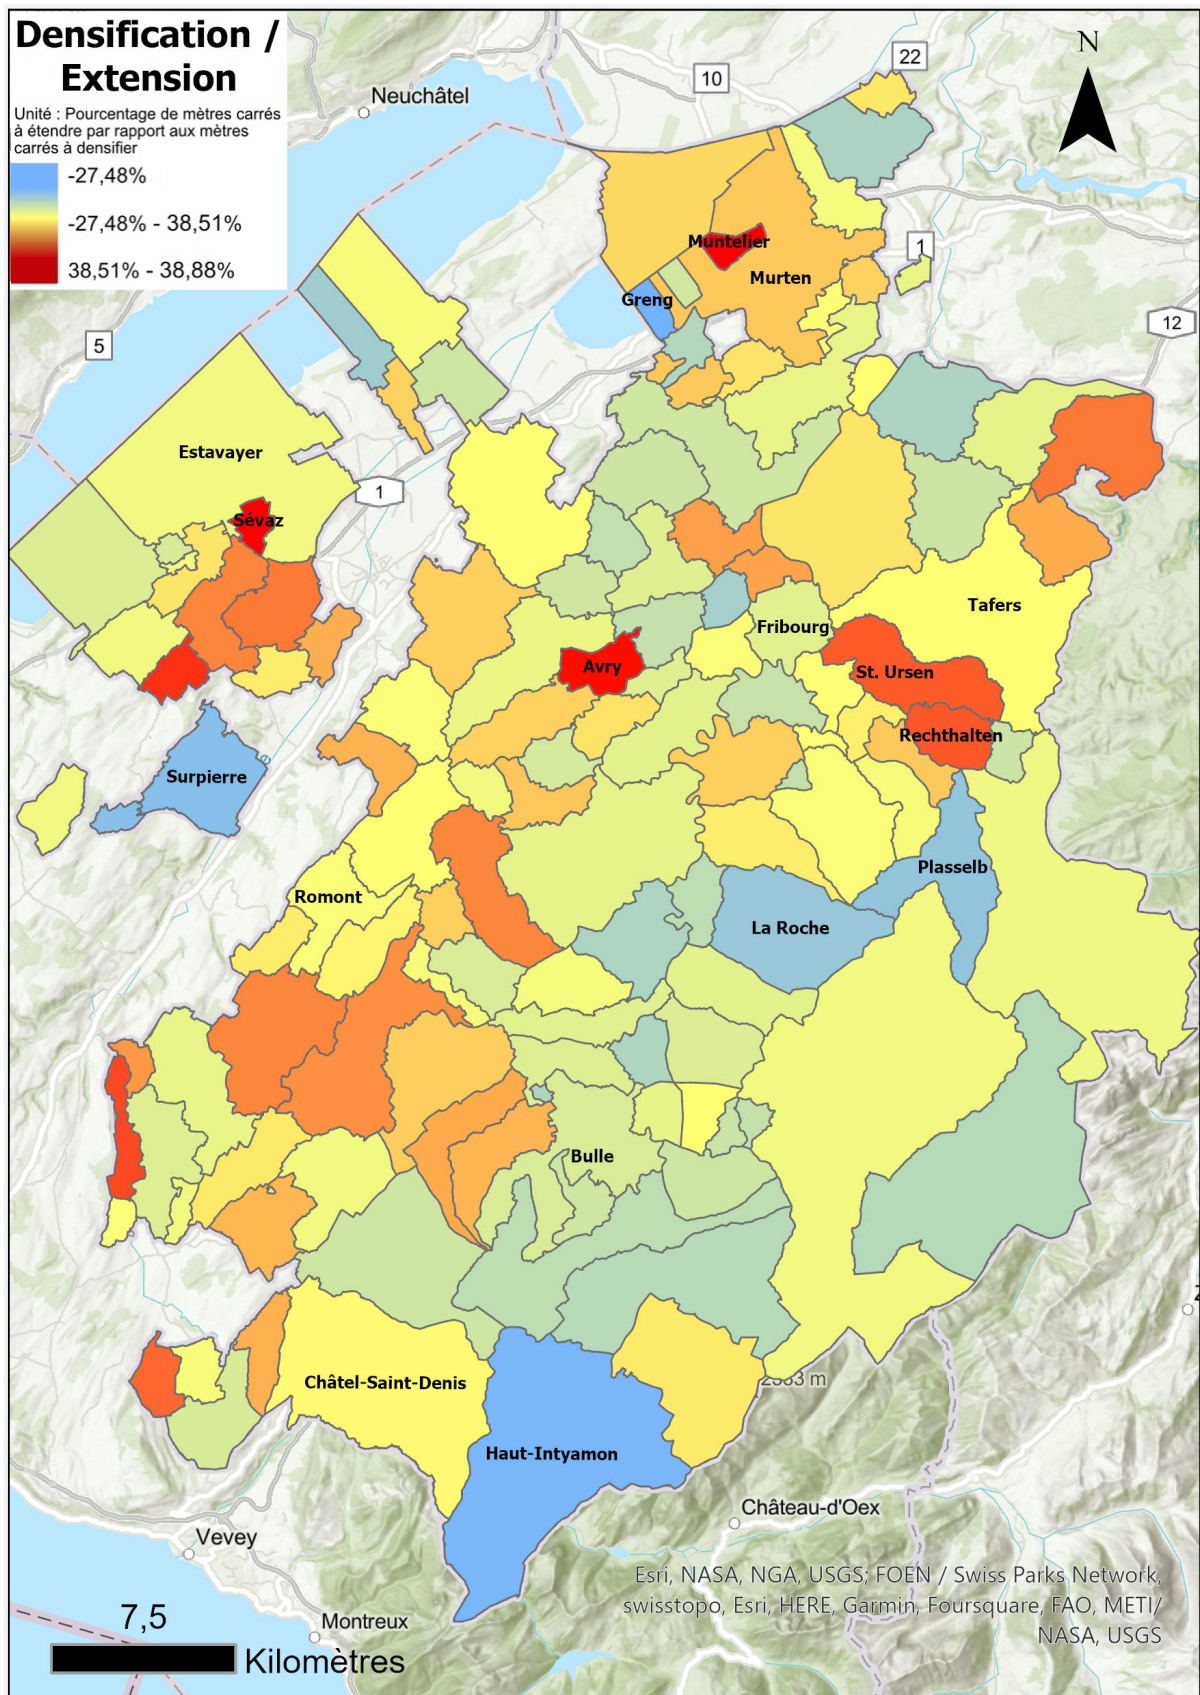 Densification /
Extension
Unité : Pourcentage de mètres carrés
à étendre par rapport aux mètres
carrés à densifier
-27,48%
-27,48% - 38,51%
38,51% - 38,88%
N
22
10
Neuchâtel
1
Muntelier
Murten
Greng
12
5
Estavayer
1
Sévaz
Tafers
Fribourg
Avry
St. Ursen
Rechthalten
Surpierre
Plasselb
Romont
La Roche
Bulle
Châtel-Saint-Denis
Haut-Intyamon
Château-d'Oex
Vevey
Montreux
Esri, NASA, NGA, USGS; FOEN / Swiss Parks Network,
swisstopo, Esri, HERE, Garmin, Foursquare, FAO, METI/
NASA, USGS
7,5
Kilomètres